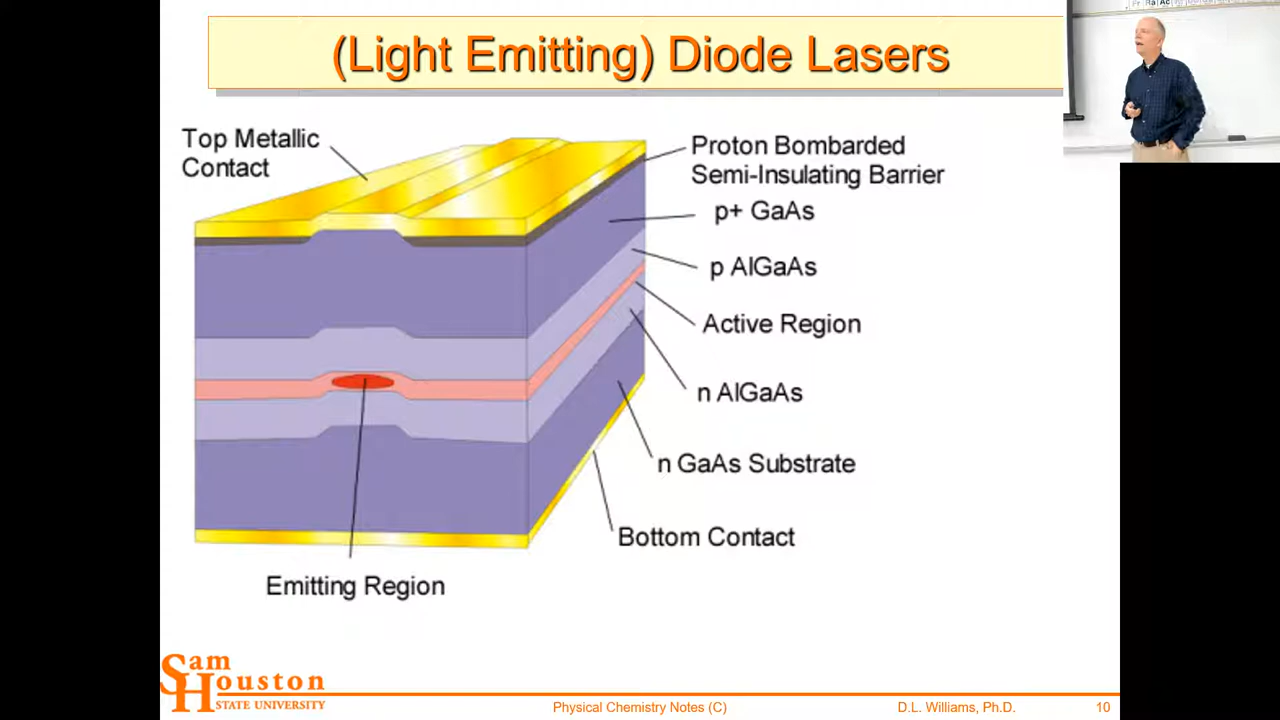 (Light Emitting) Diode Lasers
Top Metallic
Contact
Proton Bombarded
Semi-Insulating Barrier
p+ GaAs
p AlGaAs
Active Region
n AlGaAs
n GaAs Substrate
Bottom Contact
Emitting Region
Sam
Houston
STATE UNIVERSITY
Physical Chemistry Notes (C)
D.L. Williams, Ph.D.
10